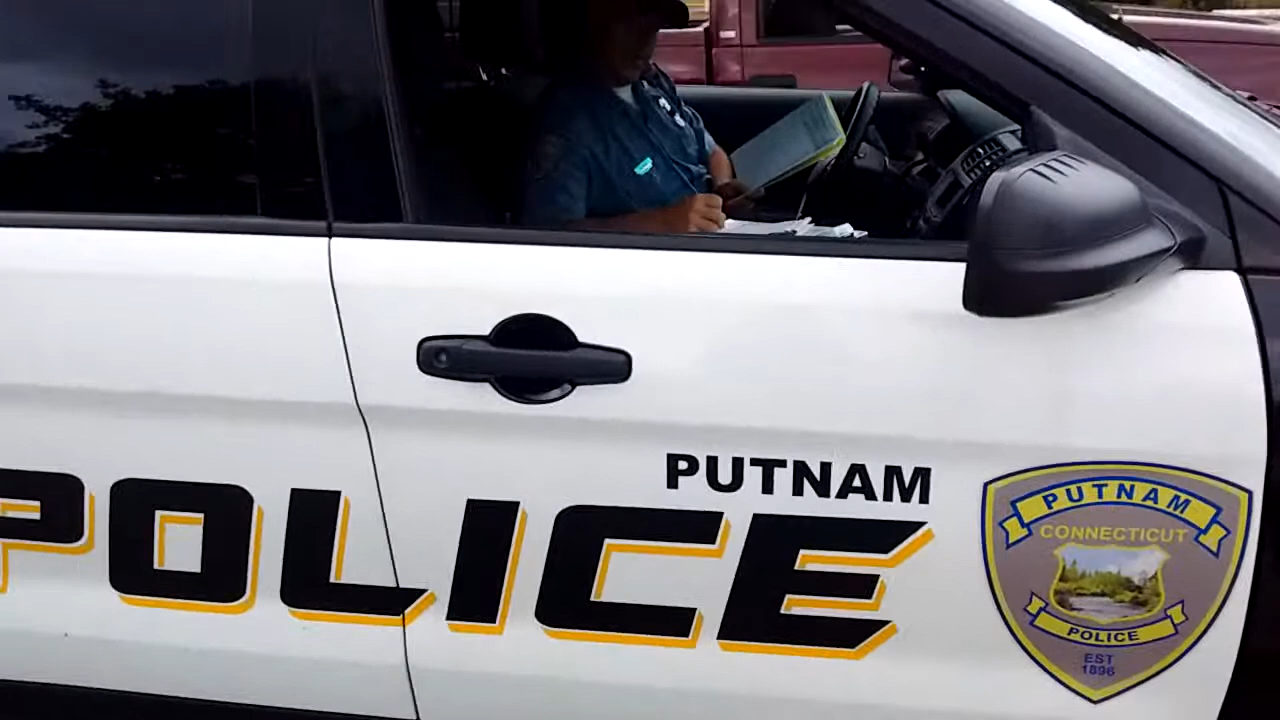 PUTNAM
POLICE
PUTNAM
CONNECTICUT
POLICE
EST
1896